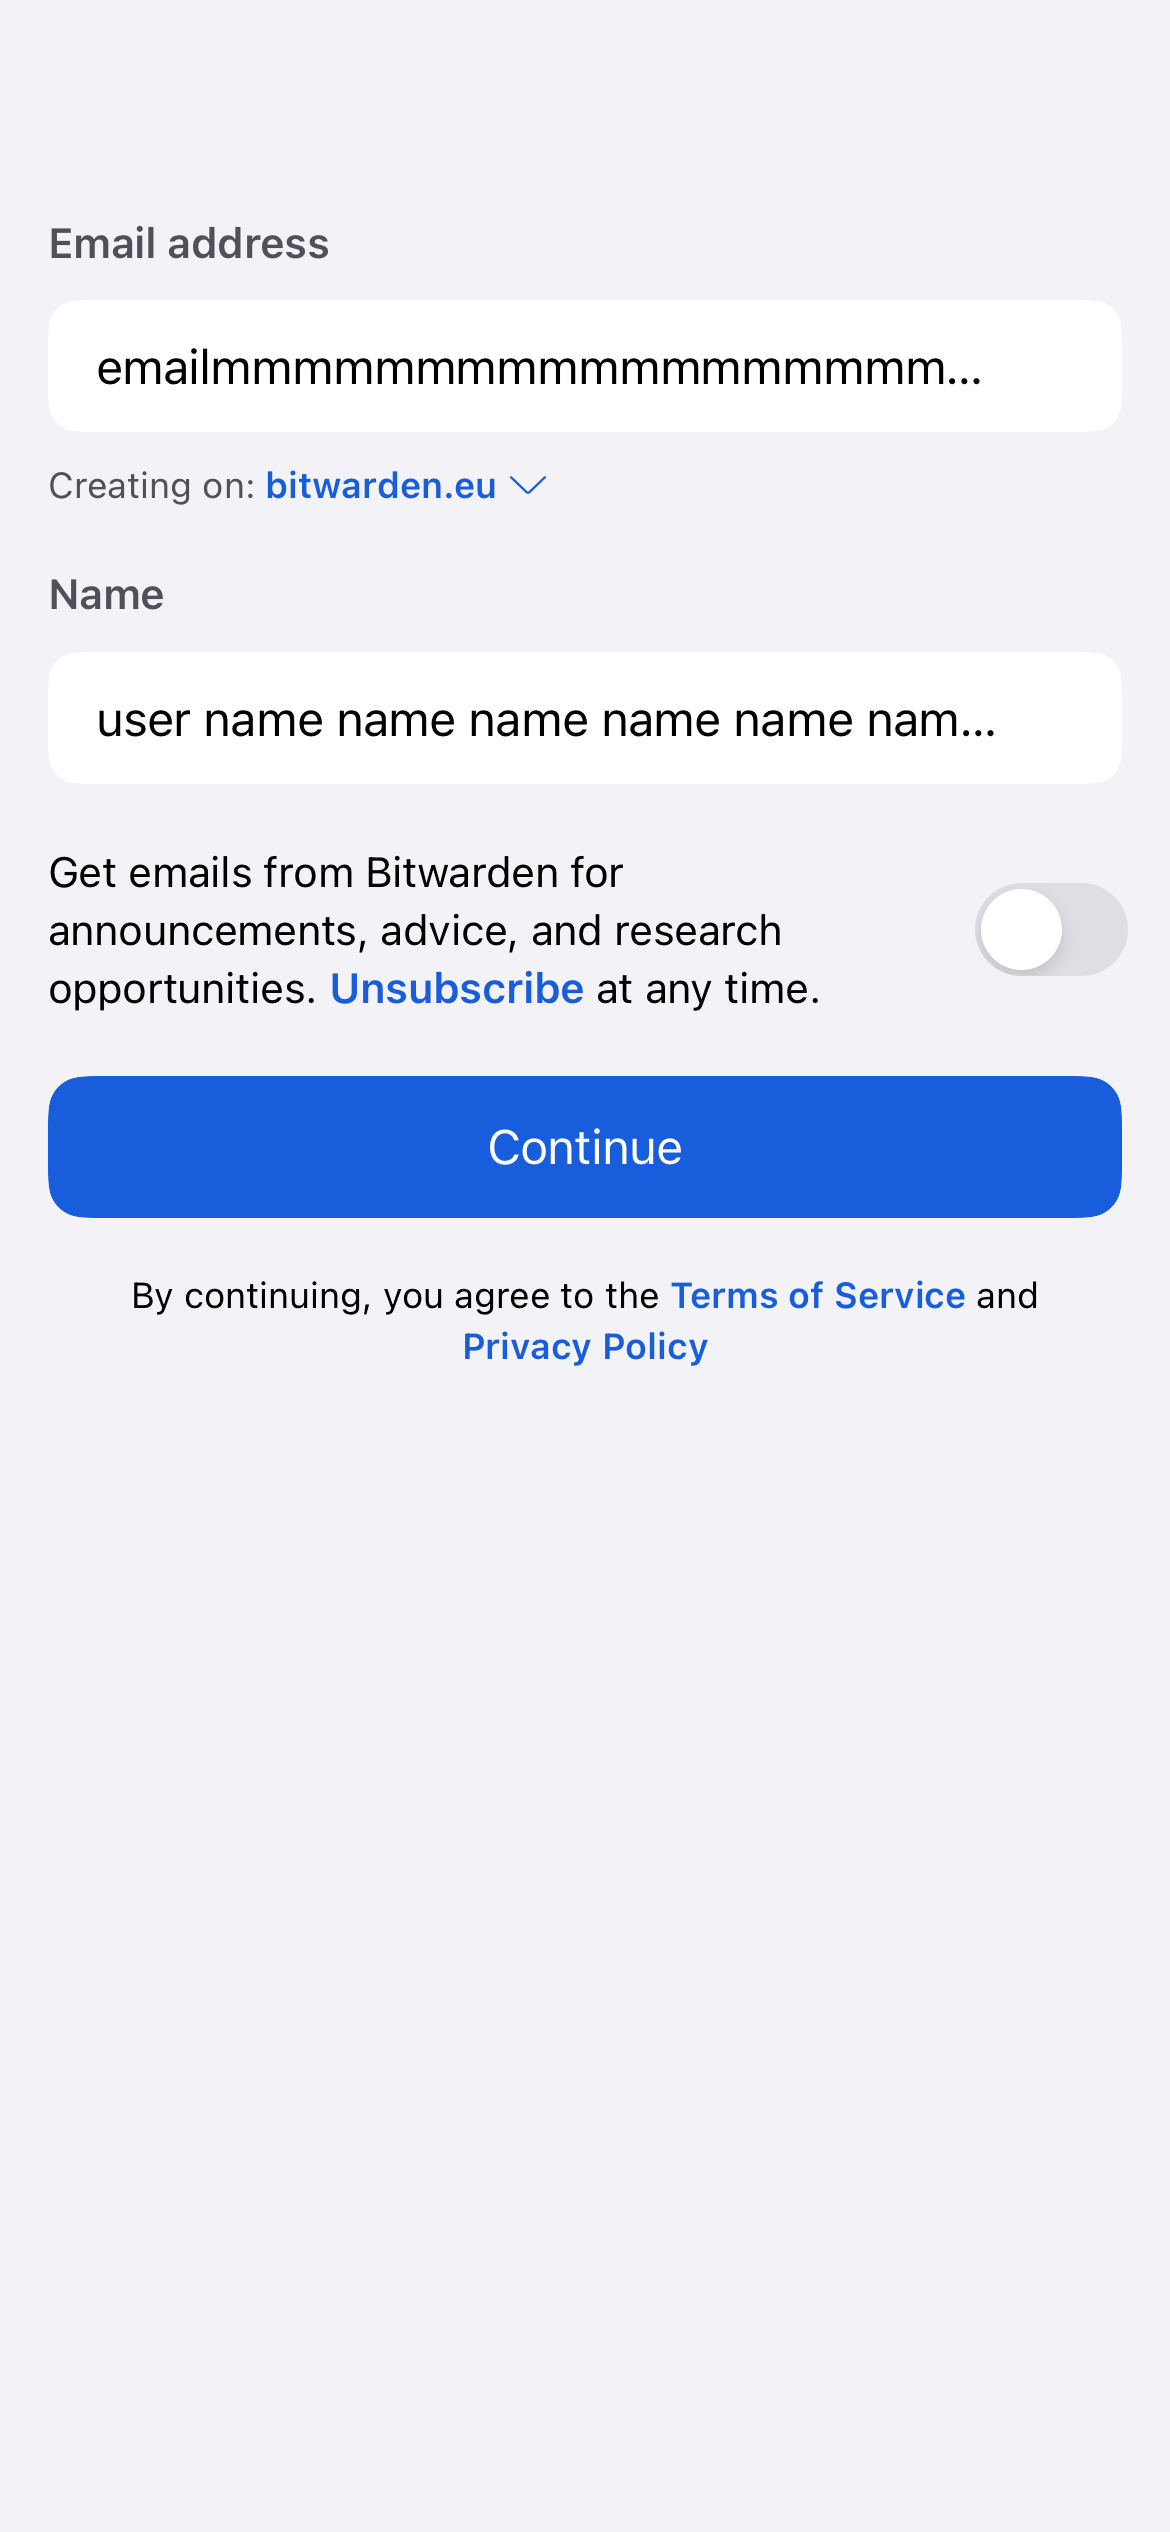 Email address
emailmmmmmmmmmmmmmmmmmm...
Creating on: bitwarden.eu
Name
user name name name name name nam...
Get emails from Bitwarden for
announcements, advice, and research
opportunities. Unsubscribe at any time.
Continue
By continuing, you agree to the Terms of Service and
Privacy Policy